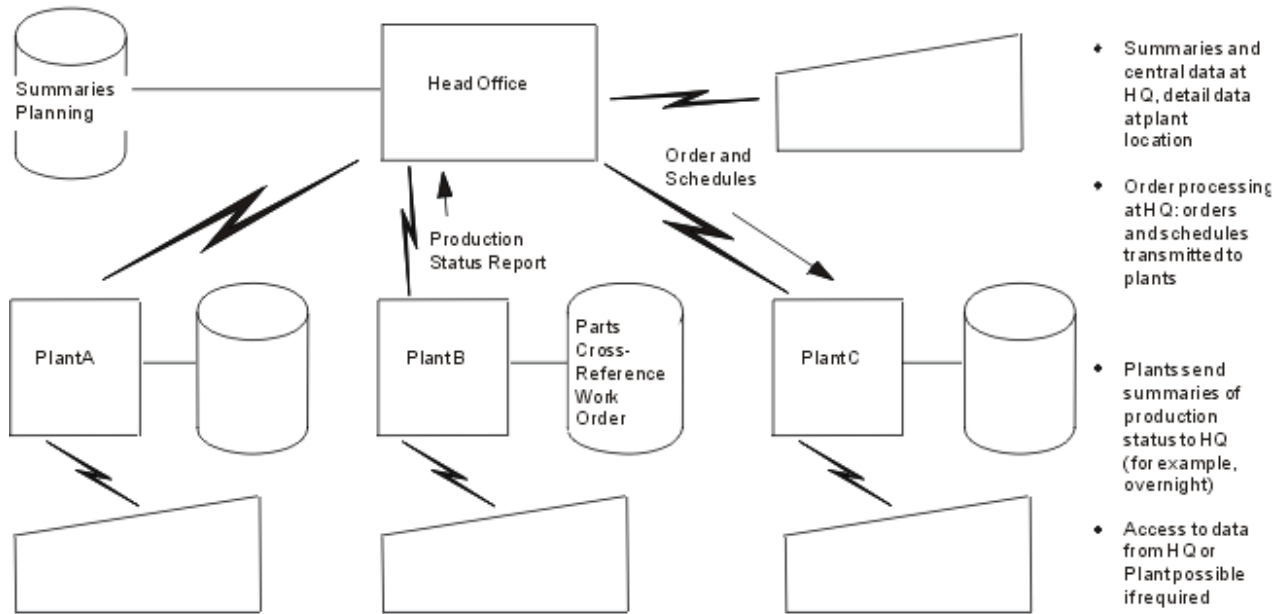 Summaries
Planning
Head Office
Order and
Schedules
Production
Status Report
Plant A
Plant B
Parts
Cross-
Reference
Work
Order
Plant C
• Summaries and
central data at
HQ, detail data
at plant
location
• Order processing
at HQ: orders
and schedules
transmitted to
plants
• Plants send
summaries of
production
status to HQ
(for example,
overnight)
• Access to data
from HQ or
Plant possible
if required